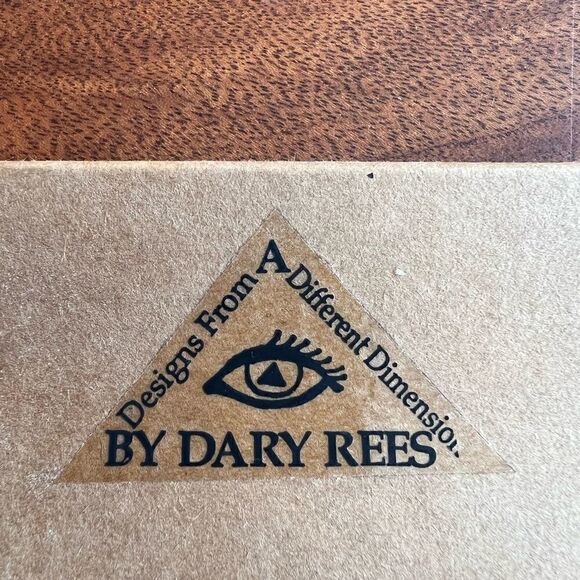 Designs From A Different Dimension
BY DARY REES